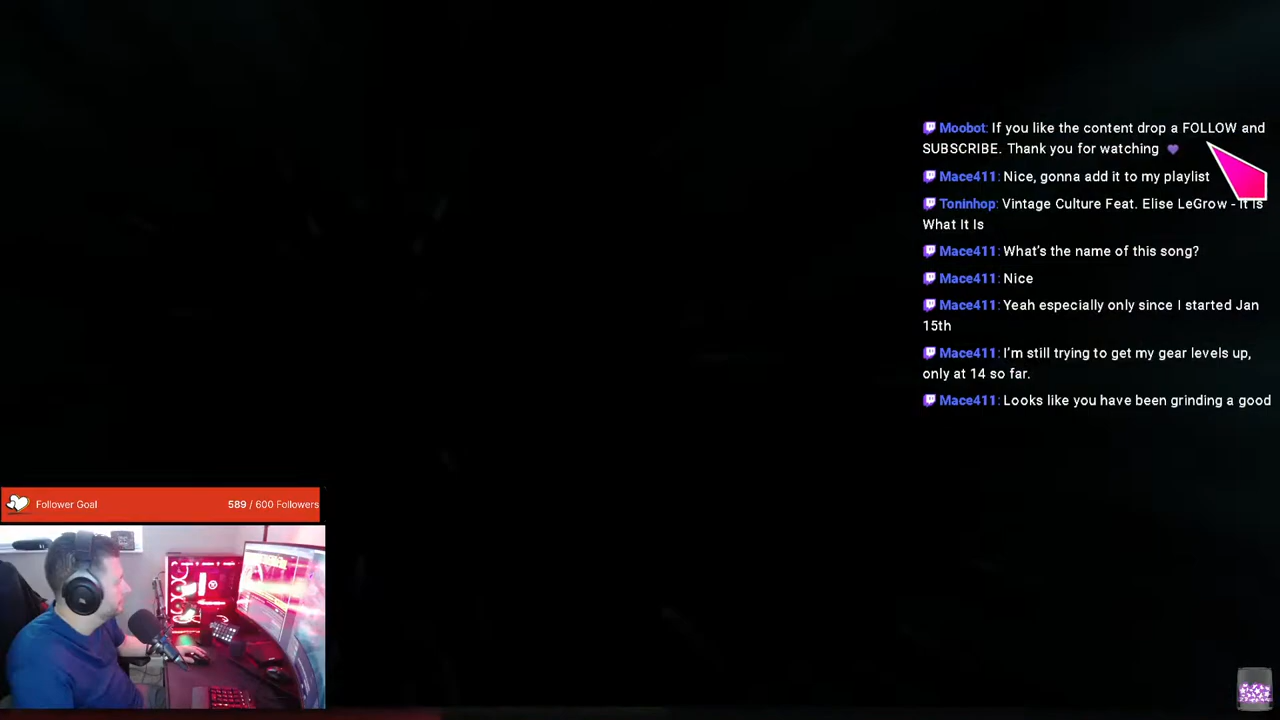 Moobot: If you like the content drop a FOLLOW and
SUBSCRIBE. Thank you for watching 💜
Mace411: Nice, gonna add it to my playlist
Toninhop: Vintage Culture Feat. Elise LeGrow - It Is
What It Is
Mace411: What's the name of this song?
Mace411: Nice
Mace411: Yeah especially only since I started Jan
15th
Mace411: I'm still trying to get my gear levels up,
only at 14 so far.
Mace411: Looks like you have been grinding a good
Follower Goal 589 / 600 Followers